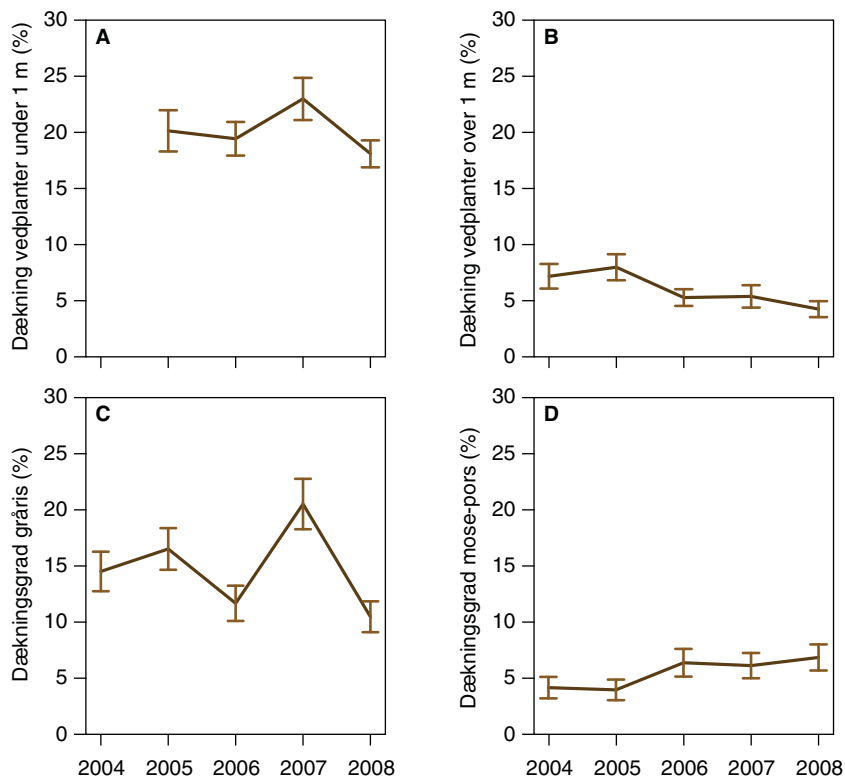 A
Dækning vedplanter under 1 m (%)
30
25
20
15
10
5
0
B
Dækning vedplanter over 1 m (%)
30
25
20
15
10
5
0
C
Dækningsgrad gråris (%)
30
25
20
15
10
5
0
2004 2005 2006 2007 2008
D
Dækningsgrad mose-pors (%)
30
25
20
15
10
5
0
2004 2005 2006 2007 2008